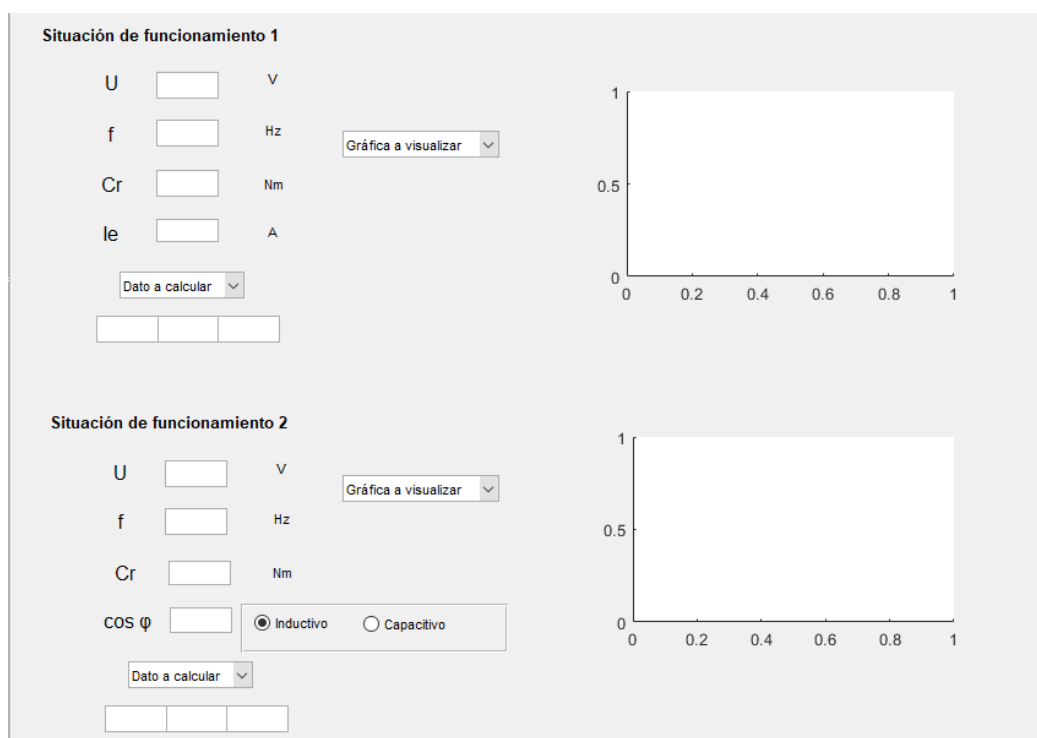 Situación de funcionamiento 1
U V
f Hz
Gráfica a visualizar
Cr Nm
Ie A
Dato a calcular
1
0.5
0
0 0.2 0.4 0.6 0.8 1
Situación de funcionamiento 2
U V
Gráfica a visualizar
f Hz
Cr Nm
cos φ Inductivo Capacitivo
Dato a calcular
1
0.5
0
0 0.2 0.4 0.6 0.8 1